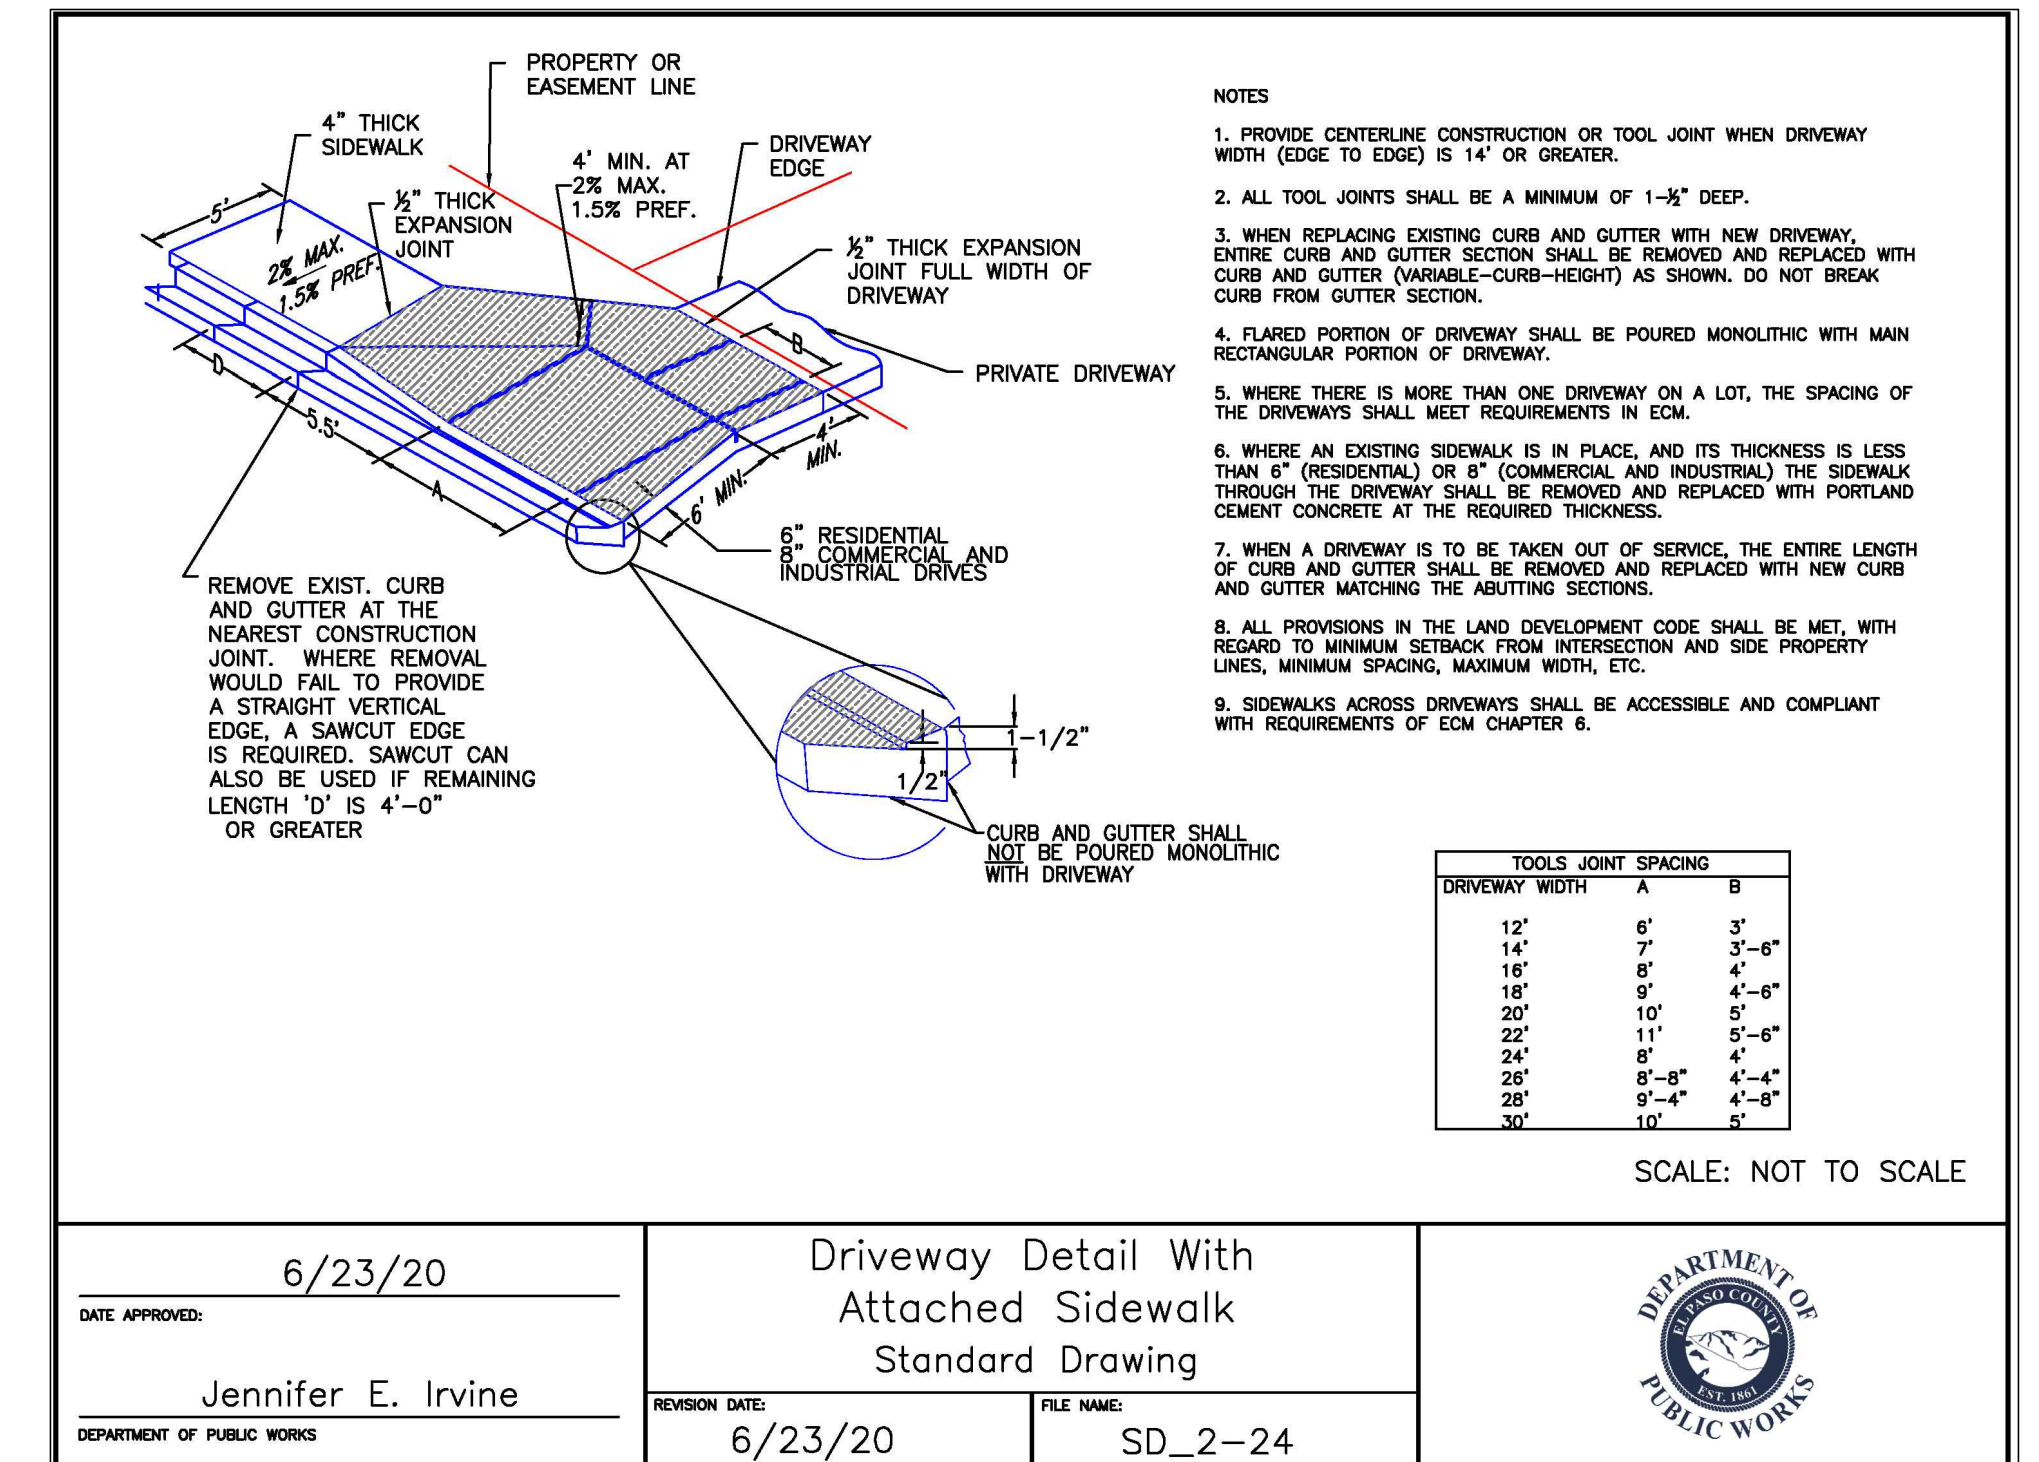 PROPERTY OR
EASEMENT LINE
4" THICK
SIDEWALK
DRIVEWAY
EDGE
4' MIN. AT
2% MAX.
1.5% PREF.
½" THICK
EXPANSION
JOINT
5'
2% MAX.
1.5% PREF.
½" THICK EXPANSION
JOINT FULL WIDTH OF
DRIVEWAY
B
PRIVATE DRIVEWAY
D
5.5'
A
4'
MIN.
6' MIN.
6" RESIDENTIAL
8" COMMERCIAL AND
INDUSTRIAL DRIVES
REMOVE EXIST. CURB
AND GUTTER AT THE
NEAREST CONSTRUCTION
JOINT. WHERE REMOVAL
WOULD FAIL TO PROVIDE
A STRAIGHT VERTICAL
EDGE, A SAWCUT EDGE
IS REQUIRED. SAWCUT CAN
ALSO BE USED IF REMAINING
LENGTH 'D' IS 4'-0"
OR GREATER
1-1/2"
1/2"
CURB AND GUTTER SHALL
NOT BE POURED MONOLITHIC
WITH DRIVEWAY
NOTES
1. PROVIDE CENTERLINE CONSTRUCTION OR TOOL JOINT WHEN DRIVEWAY
WIDTH (EDGE TO EDGE) IS 14' OR GREATER.
2. ALL TOOL JOINTS SHALL BE A MINIMUM OF 1-½" DEEP.
3. WHEN REPLACING EXISTING CURB AND GUTTER WITH NEW DRIVEWAY,
ENTIRE CURB AND GUTTER SECTION SHALL BE REMOVED AND REPLACED WITH
CURB AND GUTTER (VARIABLE-CURB-HEIGHT) AS SHOWN. DO NOT BREAK
CURB FROM GUTTER SECTION.
4. FLARED PORTION OF DRIVEWAY SHALL BE POURED MONOLITHIC WITH MAIN
RECTANGULAR PORTION OF DRIVEWAY.
5. WHERE THERE IS MORE THAN ONE DRIVEWAY ON A LOT, THE SPACING OF
THE DRIVEWAYS SHALL MEET REQUIREMENTS IN ECM.
6. WHERE AN EXISTING SIDEWALK IS IN PLACE, AND ITS THICKNESS IS LESS
THAN 6" (RESIDENTIAL) OR 8" (COMMERCIAL AND INDUSTRIAL) THE SIDEWALK
THROUGH THE DRIVEWAY SHALL BE REMOVED AND REPLACED WITH PORTLAND
CEMENT CONCRETE AT THE REQUIRED THICKNESS.
7. WHEN A DRIVEWAY IS TO BE TAKEN OUT OF SERVICE, THE ENTIRE LENGTH
OF CURB AND GUTTER SHALL BE REMOVED AND REPLACED WITH NEW CURB
AND GUTTER MATCHING THE ABUTTING SECTIONS.
8. ALL PROVISIONS IN THE LAND DEVELOPMENT CODE SHALL BE MET, WITH
REGARD TO MINIMUM SETBACK FROM INTERSECTION AND SIDE PROPERTY
LINES, MINIMUM SPACING, MAXIMUM WIDTH, ETC.
9. SIDEWALKS ACROSS DRIVEWAYS SHALL BE ACCESSIBLE AND COMPLIANT
WITH REQUIREMENTS OF ECM CHAPTER 6.
TOOLS JOINT SPACING
DRIVEWAY WIDTH A B
12' 6' 3'
14' 7' 3'-6"
16' 8' 4'
18' 9' 4'-6"
20' 10' 5'
22' 11' 5'-6"
24' 8' 4'
26' 8'-8" 4'-4"
28' 9'-4" 4'-8"
30' 10' 5'
SCALE: NOT TO SCALE
6/23/20
DATE APPROVED:
Jennifer E. Irvine
DEPARTMENT OF PUBLIC WORKS
Driveway Detail With
Attached Sidewalk
Standard Drawing
REVISION DATE:
6/23/20
FILE NAME:
SD_2-24
DEPARTMENT OF
EL PASO COUNTY
EST. 1861
PUBLIC WORKS